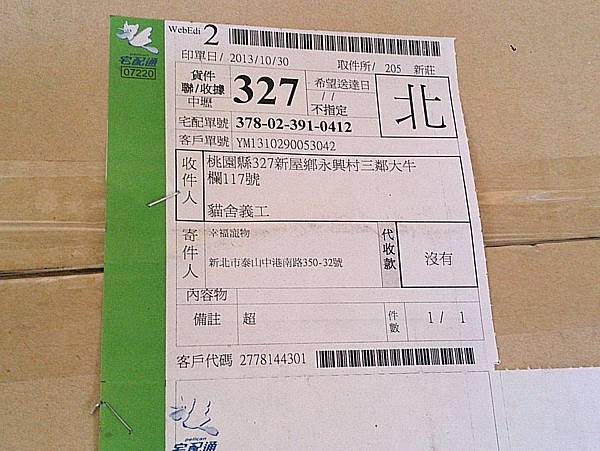 WebEdi 2
宅配通
07220
印單日/ 2013/10/30 取件所/ 205 新莊
貨件
聯/收據
中壢
327
希望送達日
/ /
不指定
北
宅配單號 378-02-391-0412
客戶單號 YM1310290053042
收件人
桃園縣327新屋鄉永興村三鄰大牛
欄117號
貓舍義工
寄件人
幸福寵物
新北市泰山中港南路350-32號
代收款
沒有
內容物
備註 超 件數 1/ 1
客戶代碼 2778144301
pelican
宅配通